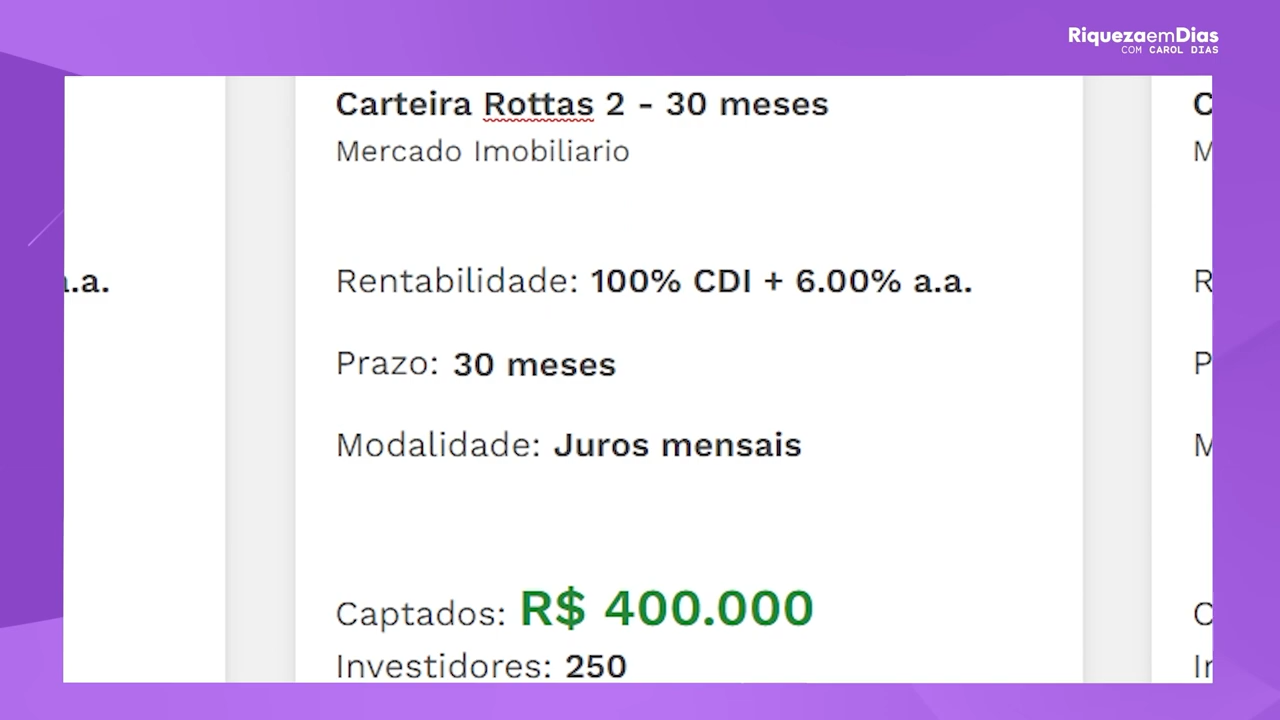 RiquezaemDias
COM CAROL DIAS
Carteira Rottas 2 - 30 meses
Mercado Imobiliario
a.a.
Rentabilidade: 100% CDI + 6.00% a.a.
Prazo: 30 meses
Modalidade: Juros mensais
Captados: R$ 400.000
Investidores: 250